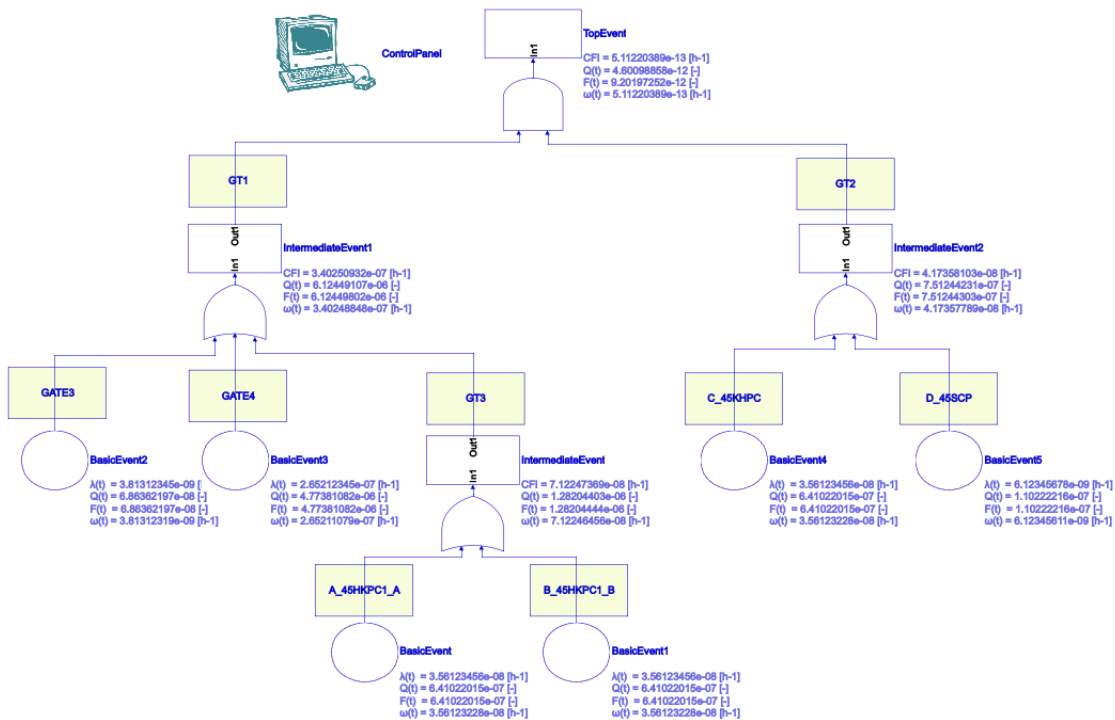 TopEvent
ControlPanel
In1
CFI = 5.11220389e-13 [h-1]
Q(t) = 4.60098858e-12 [-]
F(t) = 9.20197252e-12 [-]
ω(t) = 5.11220389e-13 [h-1]
GT1
GT2
Out1
In1
IntermediateEvent1
CFI = 3.40250932e-07 [h-1]
Q(t) = 6.12449107e-06 [-]
F(t) = 6.12449802e-06 [-]
ω(t) = 3.40248848e-07 [h-1]
Out1
In1
IntermediateEvent2
CFI = 4.17358103e-08 [h-1]
Q(t) = 7.51244231e-07 [-]
F(t) = 7.51244303e-07 [-]
ω(t) = 4.17357789e-08 [h-1]
GATE3
GATE4
GT3
C_45KHPC
D_45SCP
BasicEvent2
λ(t) = 3.81312345e-09 [
Q(t) = 6.86362197e-08 [-]
F(t) = 6.86362197e-08 [-]
ω(t) = 3.81312319e-09 [h-1]
BasicEvent3
λ(t) = 2.65212345e-07 [h-1]
Q(t) = 4.77381082e-06 [-]
F(t) = 4.77381082e-06 [-]
ω(t) = 2.65211079e-07 [h-1]
Out1
In1
IntermediateEvent
CFI = 7.12247369e-08 [h-1]
Q(t) = 1.28204403e-06 [-]
F(t) = 1.28204444e-06 [-]
ω(t) = 7.12246456e-08 [h-1]
BasicEvent4
λ(t) = 3.56123456e-08 [h-1]
Q(t) = 6.41022015e-07 [-]
F(t) = 6.41022015e-07 [-]
ω(t) = 3.56123228e-08 [h-1]
BasicEvent5
λ(t) = 6.12345678e-09 [h-1]
Q(t) = 1.10222216e-07 [-]
F(t) = 1.10222216e-07 [-]
ω(t) = 6.12345611e-09 [h-1]
A_45HKPC1_A
B_45HKPC1_B
BasicEvent
λ(t) = 3.56123456e-08 [h-1]
Q(t) = 6.41022015e-07 [-]
F(t) = 6.41022015e-07 [-]
ω(t) = 3.56123228e-08 [h-1]
BasicEvent1
λ(t) = 3.56123456e-08 [h-1]
Q(t) = 6.41022015e-07 [-]
F(t) = 6.41022015e-07 [-]
ω(t) = 3.56123228e-08 [h-1]